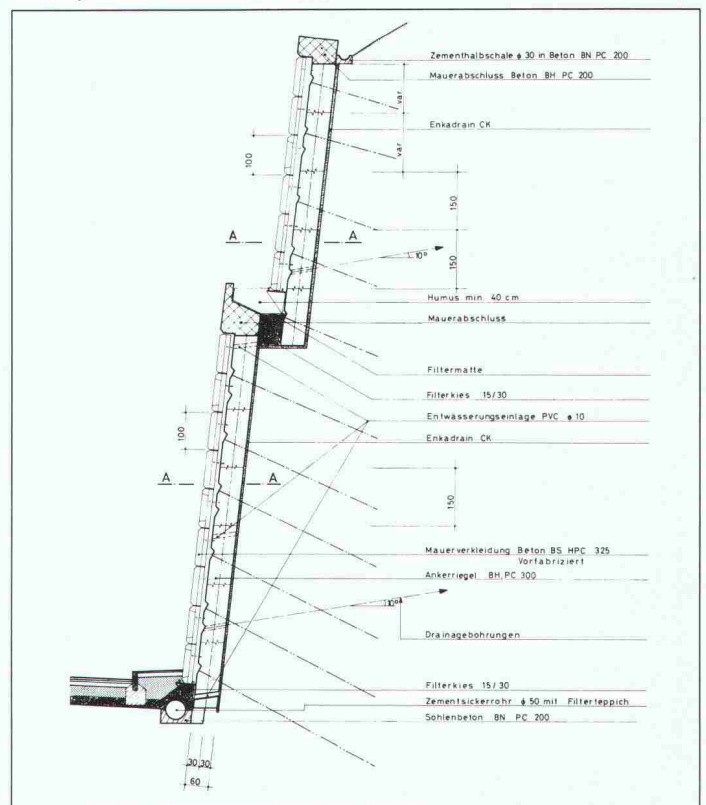 Zementhalbschale ϕ 30 in Beton BN PC 200
Mauerabschluss Beton BH PC 200
var
Enkadrain CK
var
100
150
A
A
10°
150
Humus min. 40 cm
Mauerabschluss
Filtermatte
Filterkies 15/30
Entwässerungseinlage PVC ϕ 10
100
Enkadrain CK
A
A
150
Mauerverkleidung Beton BS HPC 325
Vorfabriziert
Ankerriegel BH, PC 300
10°
Drainagebohrungen
Filterkies 15/30
Zementsickerrohr ϕ 50 mit Filterteppich
Sohlenbeton BN PC 200
30 30
60